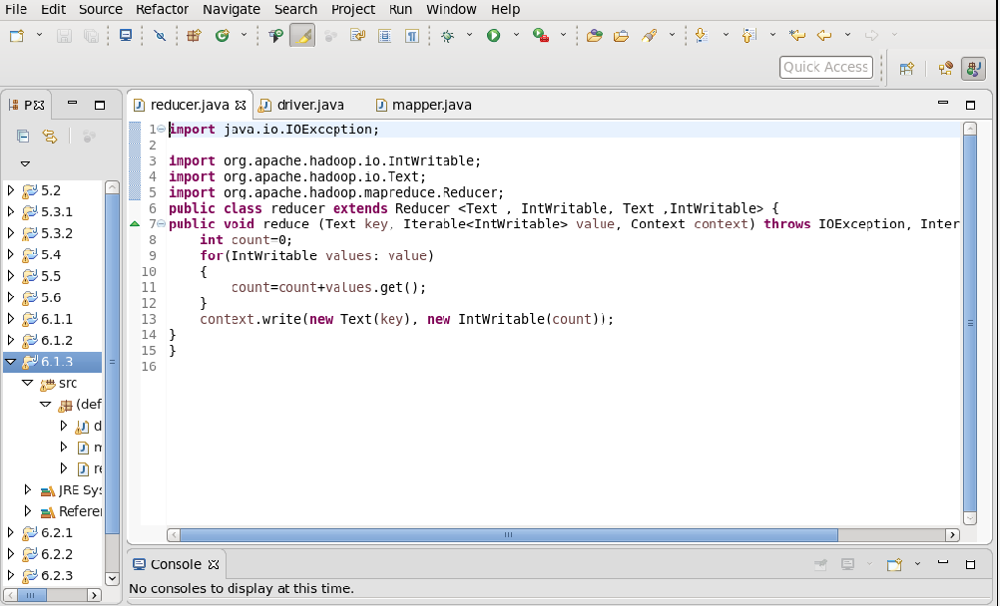 File Edit Source Refactor Navigate Search Project Run Window Help
Quick Access
P
reducer.java driver.java mapper.java
5.2
5.3.1
5.3.2
5.4
5.5
5.6
6.1.1
6.1.2
6.1.3
src
(def
d
m
re
JRE Sys
Referen
6.2.1
6.2.2
6.2.3
1 import java.io.IOException;
2
3 import org.apache.hadoop.io.IntWritable;
4 import org.apache.hadoop.io.Text;
5 import org.apache.hadoop.mapreduce.Reducer;
6 public class reducer extends Reducer <Text , IntWritable, Text ,IntWritable> {
7 public void reduce (Text key, Iterable<IntWritable> value, Context context) throws IOException, Inter
8 int count=0;
9 for(IntWritable values: value)
10 {
11 count=count+values.get();
12 }
13 context.write(new Text(key), new IntWritable(count));
14 }
15 }
16
Console
No consoles to display at this time.